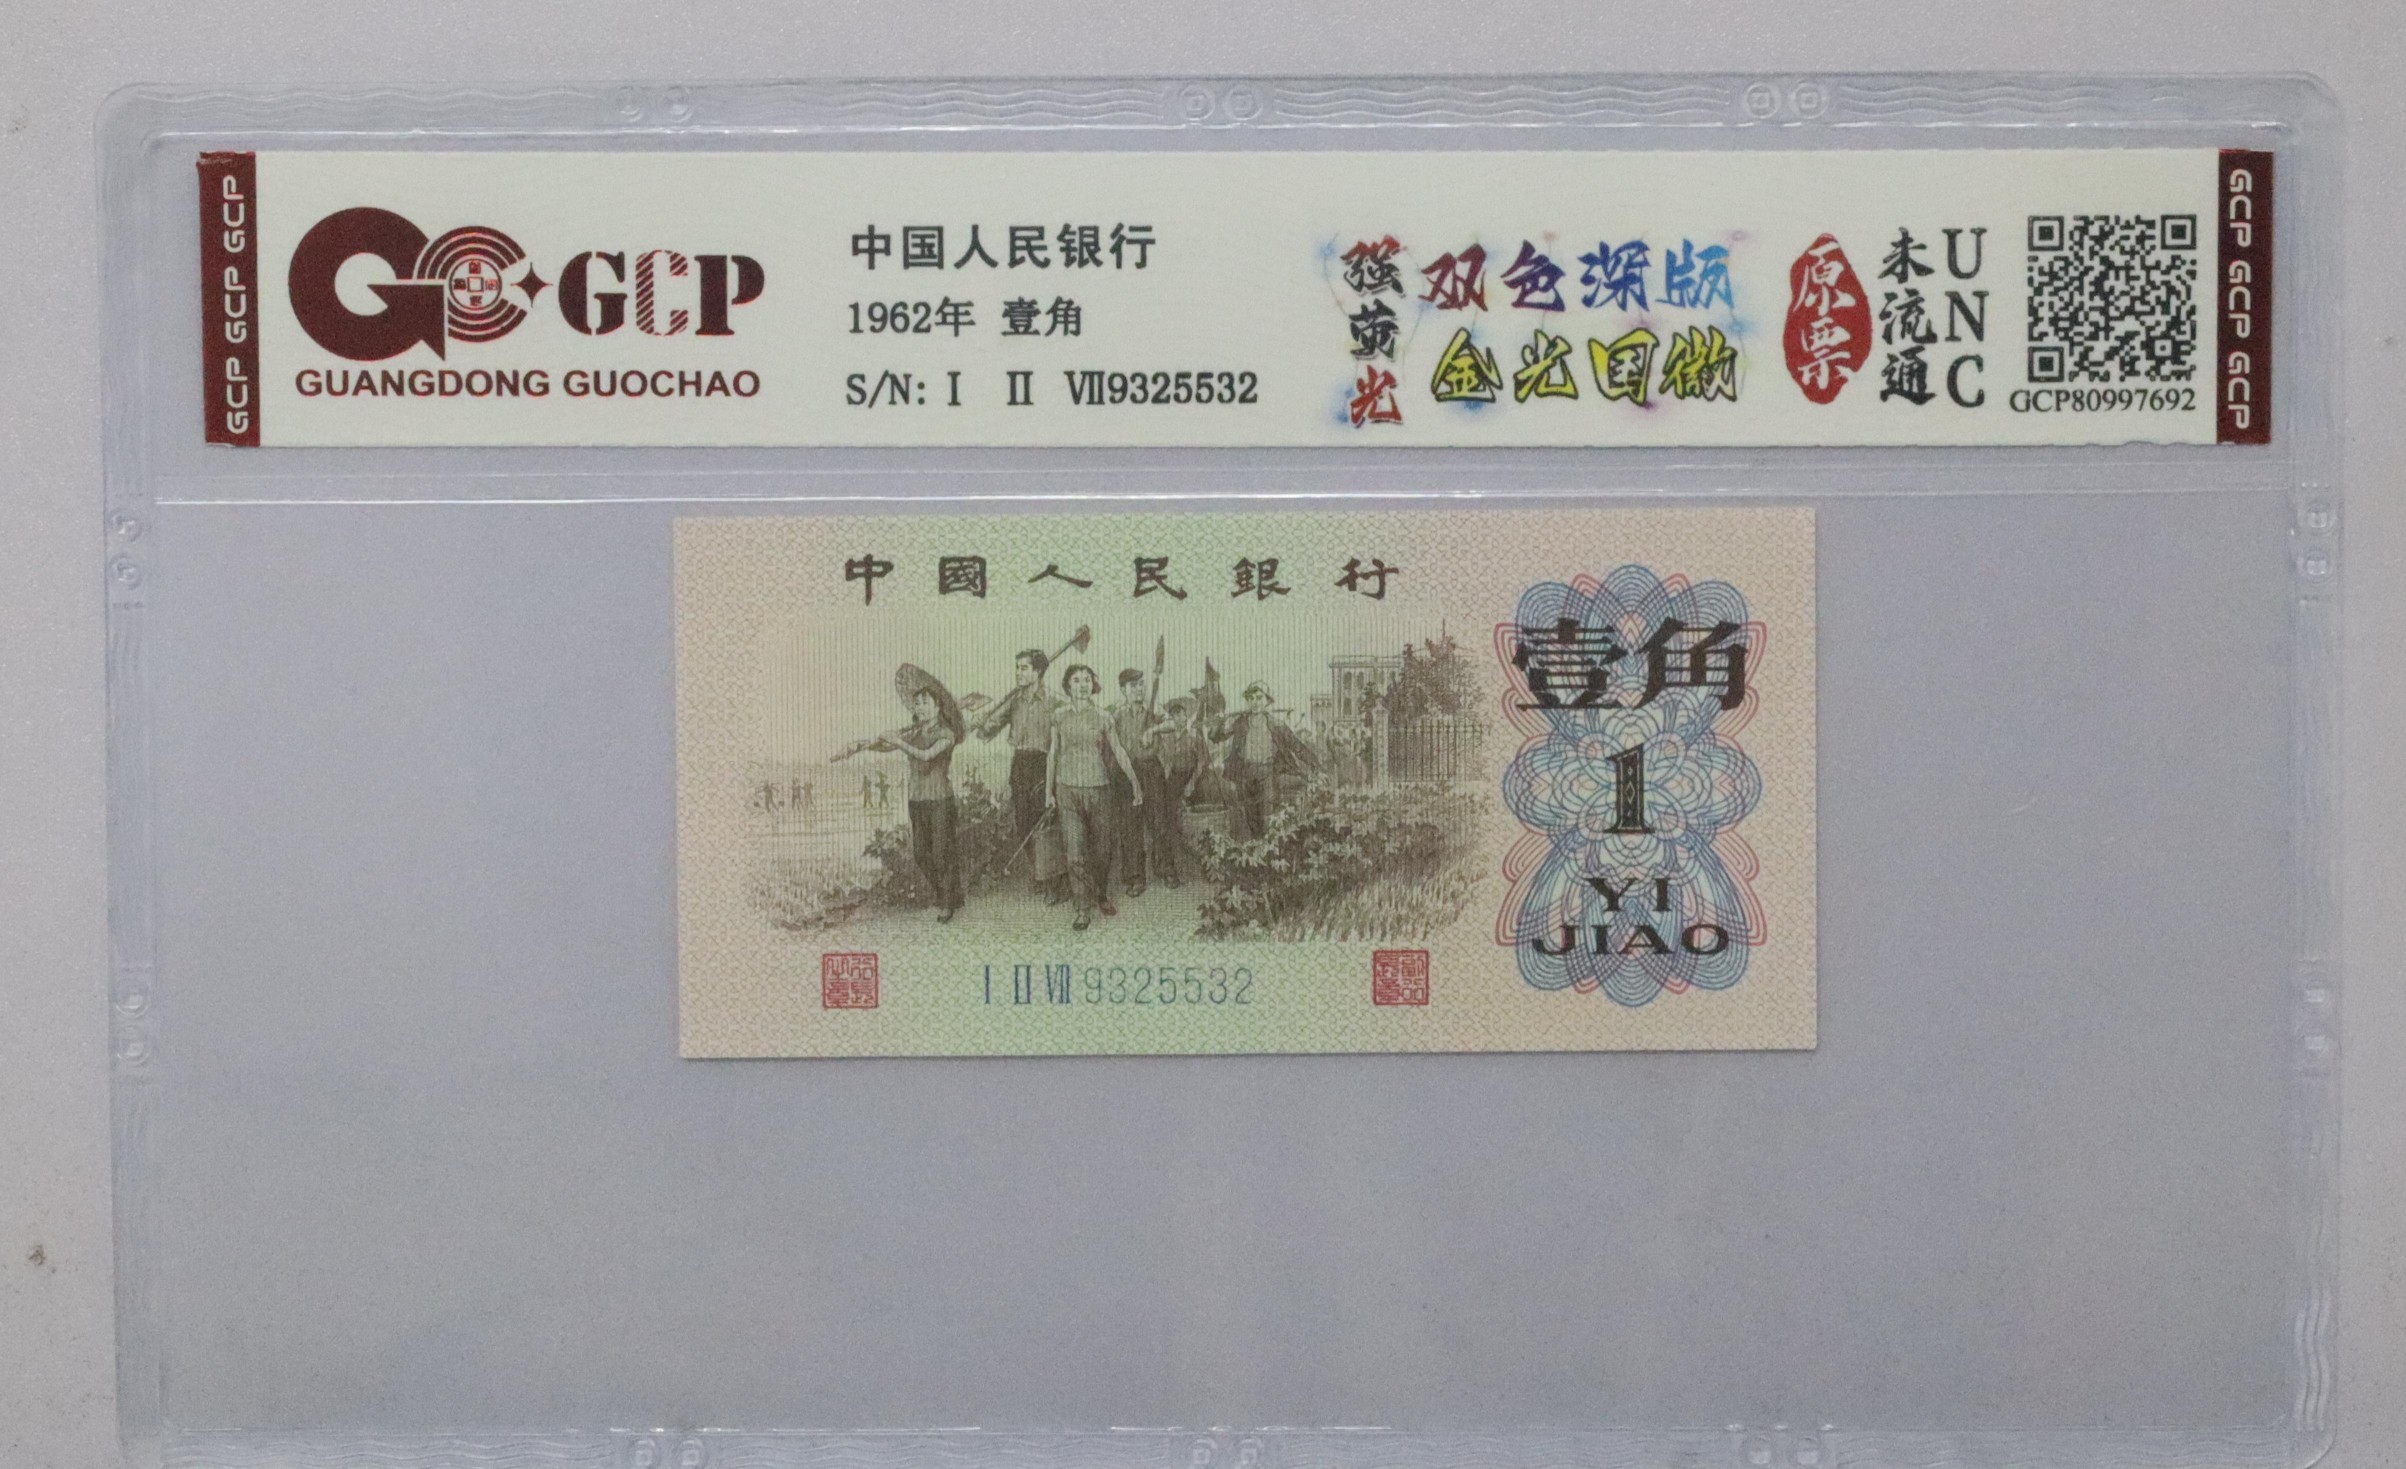 GCP GCP GCP
GCP
GUANGDONG GUOCHAO
中国人民银行
1962年 壹角
S/N: Ⅰ Ⅱ Ⅶ9325532
强荧光
双色深版
金光国徽
原票
未流通
UNC
GCP80997692
GCP GCP GCP
中國人民銀行
壹角
1
YI
JIAO
Ⅰ Ⅱ Ⅶ 9325532